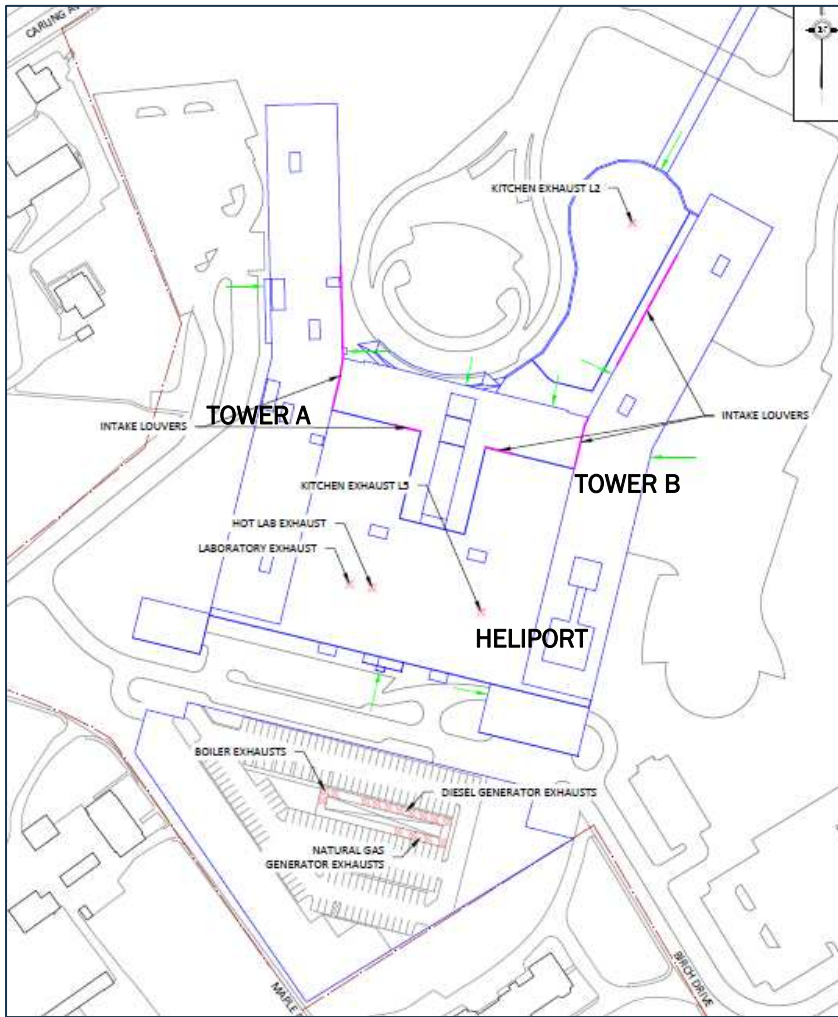 CARLING AV
KITCHEN EXHAUST L2
TOWER A
INTAKE LOUVERS
INTAKE LOUVERS
TOWER B
KITCHEN EXHAUST L5
HOT LAB EXHAUST
LABORATORY EXHAUST
HELIPORT
BOILER EXHAUSTS
DIESEL GENERATOR EXHAUSTS
NATURAL GAS
GENERATOR EXHAUSTS
MAPLE
BIRCH DRIVE